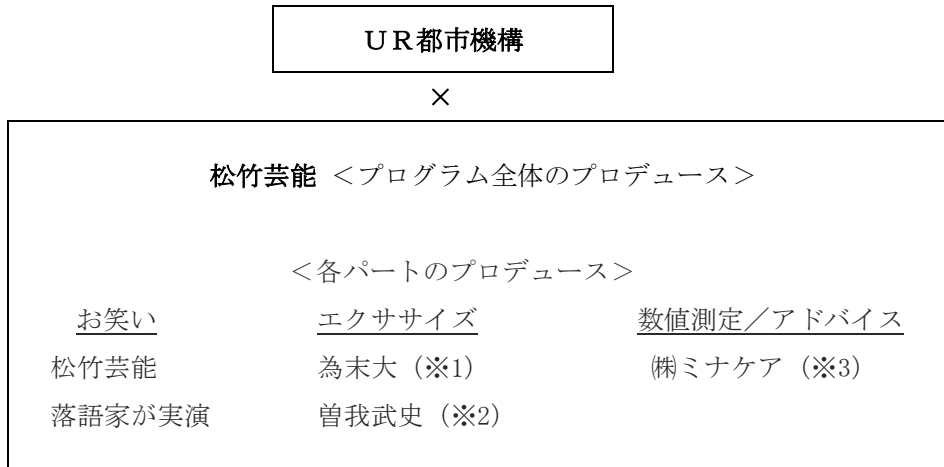 ＵＲ都市機構
×
松竹芸能 ＜プログラム全体のプロデュース＞
＜各パートのプロデュース＞
お笑い エクササイズ 数値測定／アドバイス
松竹芸能 為末大（※1） ㈱ミナケア（※3）
落語家が実演 曽我武史（※2）